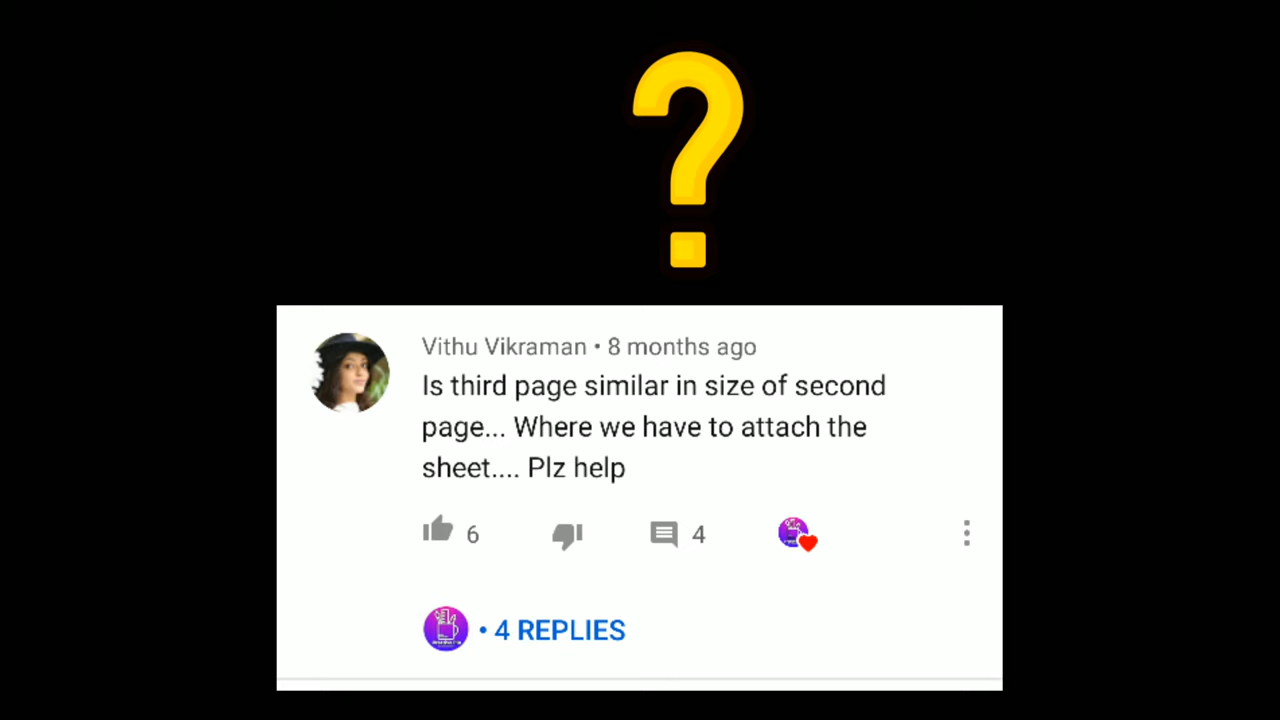 ?
Vithu Vikraman • 8 months ago
Is third page similar in size of second
page... Where we have to attach the
sheet.... Plz help
6
4
• 4 REPLIES